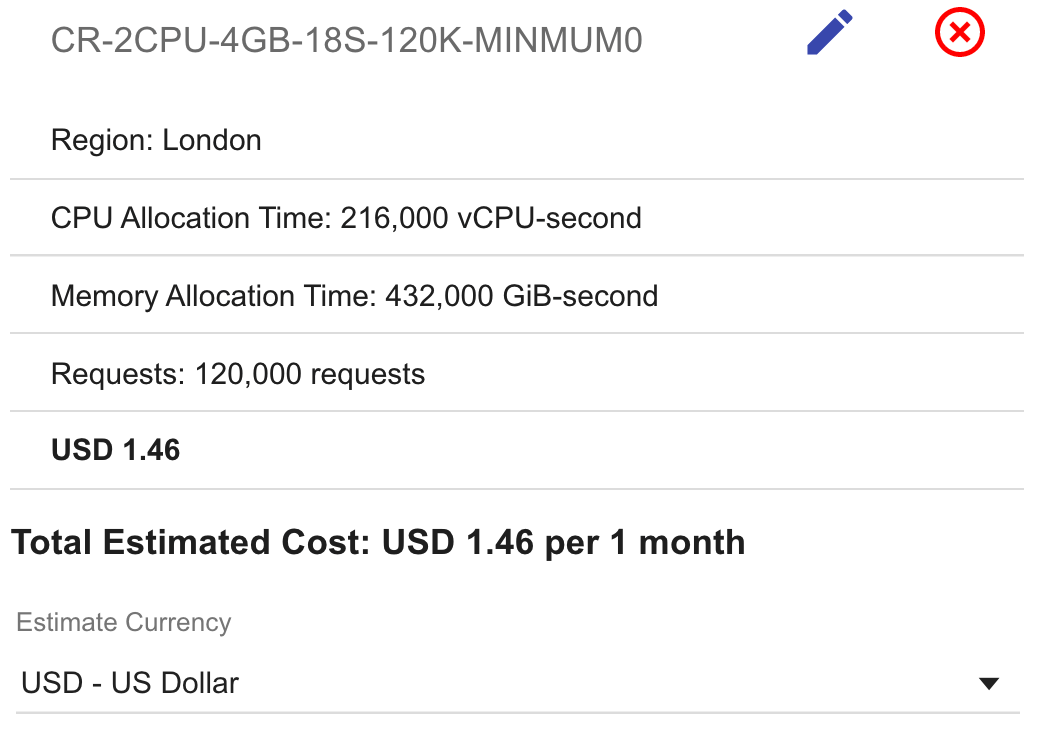 CR-2CPU-4GB-18S-120K-MINMUM0
Region: London
CPU Allocation Time: 216,000 vCPU-second
Memory Allocation Time: 432,000 GiB-second
Requests: 120,000 requests
USD 1.46
Total Estimated Cost: USD 1.46 per 1 month
Estimate Currency
USD - US Dollar